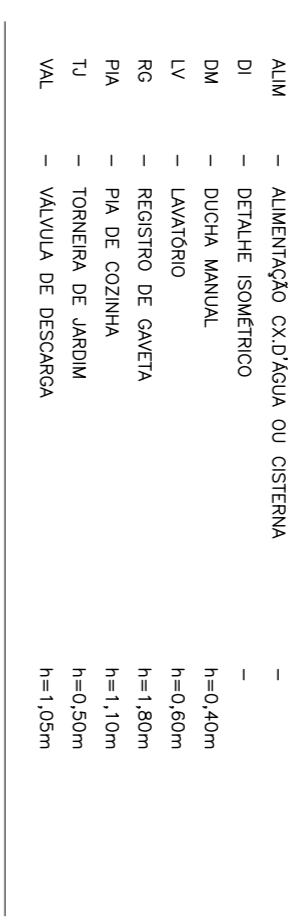 ALIM – ALIMENTAÇÃO CX.D'ÁGUA OU CISTERNA –
DI – DETALHE ISOMÉTRICO –
DM – DUCHA MANUAL h=0,40m
LV – LAVATÓRIO h=0,60m
RG – REGISTRO DE GAVETA h=1,80m
PIA – PIA DE COZINHA h=1,10m
TJ – TORNEIRA DE JARDIM h=0,50m
VAL – VÁLVULA DE DESCARGA h=1,05m